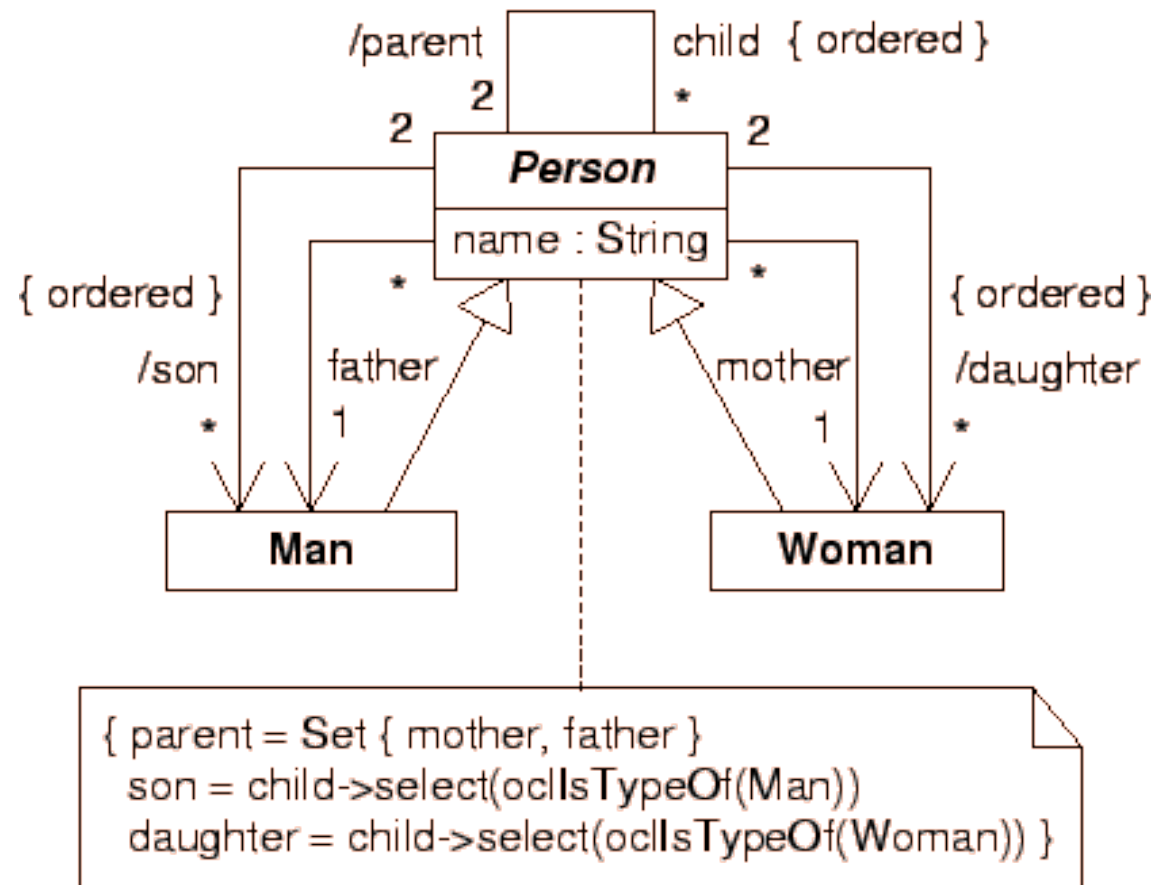 /parent
child { ordered }
2
*
2
2
Person
name : String
*
*
{ ordered }
{ ordered }
/son
father
mother
/daughter
*
1
1
*
Man
Woman
{ parent = Set { mother, father }
son = child->select(oclIsTypeOf(Man))
daughter = child->select(oclIsTypeOf(Woman)) }